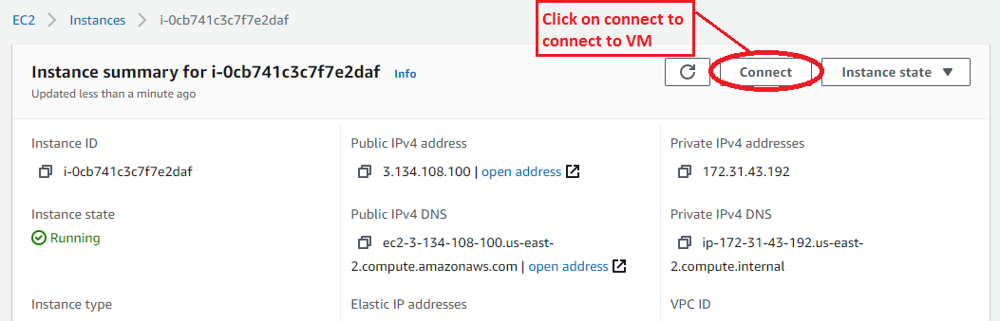 EC2 > Instances > i-0cb741c3c7f7e2daf
Click on connect to
connect to VM
Instance summary for i-0cb741c3c7f7e2daf Info
Updated less than a minute ago
Connect
Instance state
Instance ID
i-0cb741c3c7f7e2daf
Public IPv4 address
3.134.108.100 | open address
Private IPv4 addresses
172.31.43.192
Instance state
Running
Public IPv4 DNS
ec2-3-134-108-100.us-east-
2.compute.amazonaws.com | open address
Private IPv4 DNS
ip-172-31-43-192.us-east-
2.compute.internal
Instance type
Elastic IP addresses
VPC ID